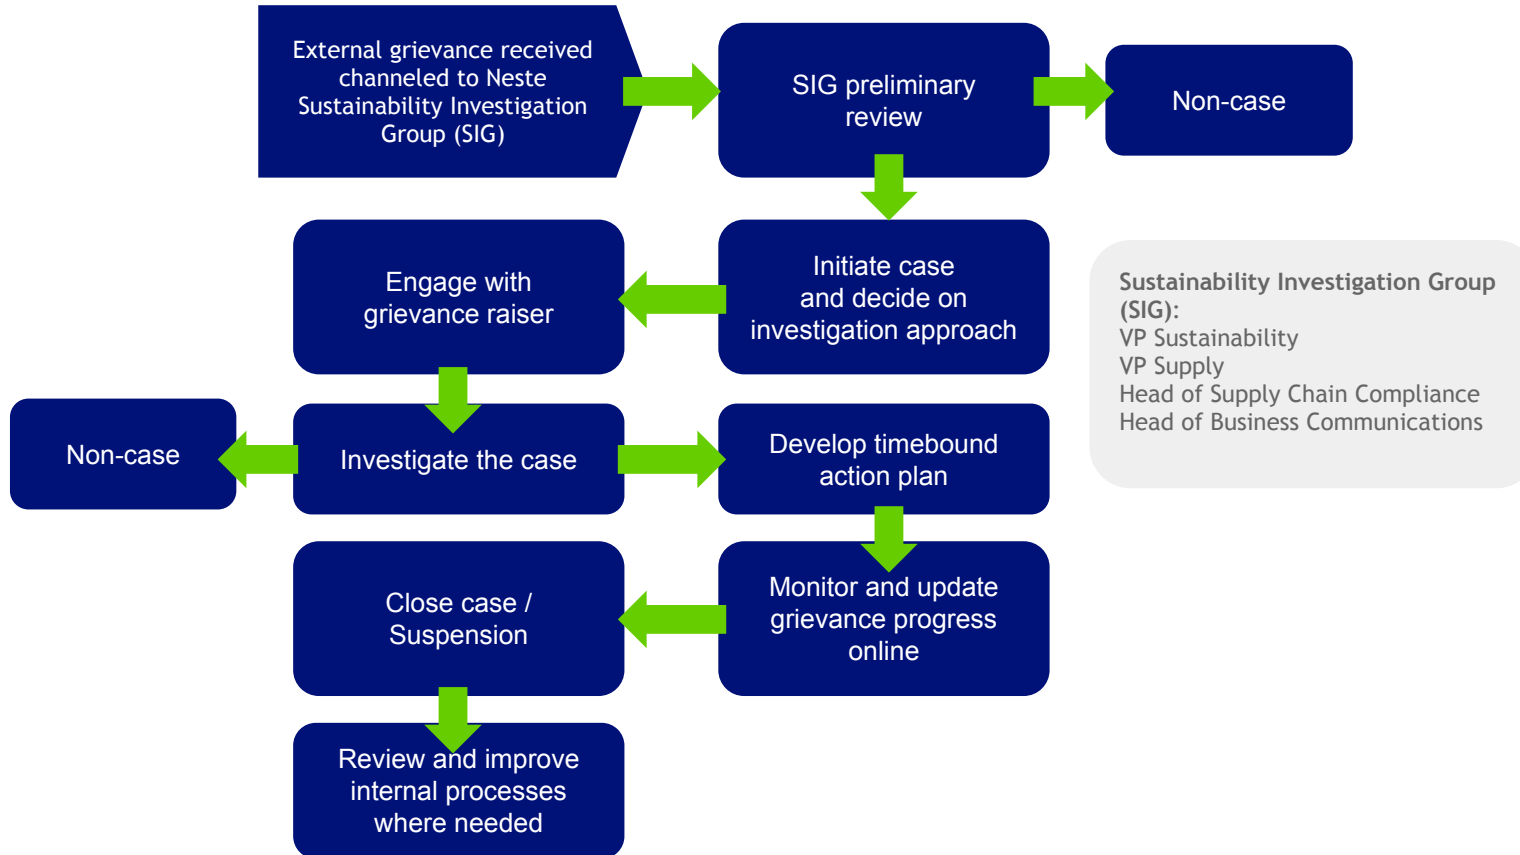 External grievance received
channeled to Neste
Sustainability Investigation
Group (SIG)
SIG preliminary
review
Non-case
Engage with
grievance raiser
Initiate case
and decide on
investigation approach
Sustainability Investigation Group
(SIG):
VP Sustainability
VP Supply
Head of Supply Chain Compliance
Head of Business Communications
Non-case
Investigate the case
Develop timebound
action plan
Close case /
Suspension
Monitor and update
grievance progress
online
Review and improve
internal processes
where needed